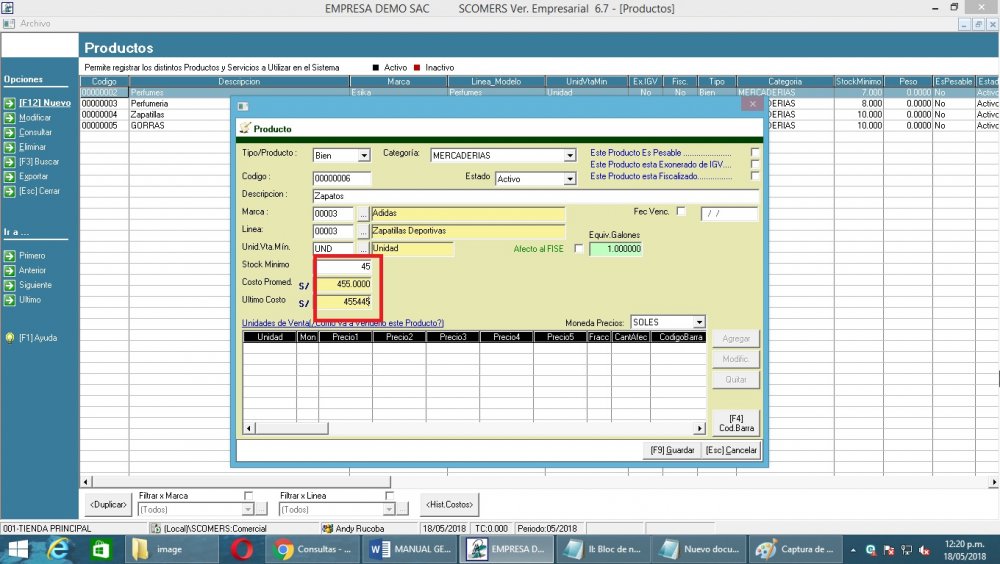 EMPRESA DEMO SAC SCOMERS Ver. Empresarial 6.7 - [Productos]
Archivo
Productos
Permite registrar los distintos Productos y Servicios a Utilizar en el Sistema Activo Inactivo
Opciones
[F12] Nuevo
Modificar
Consultar
Eliminar
[F3] Buscar
Exportar
[Esc] Cerrar
Ir a ...
Primero
Anterior
Siguiente
Ultimo
[F1] Ayuda
Codigo Descripcion Marca Linea_Modelo UnidVtaMin Ex.IGV Fisc. Tipo Categoria StockMinimo Peso EsPesable Estad
00000002 Perfumes Esika Perfumes Unidad No No Bien MERCADERIAS 7.000 0.0000 No Activo
00000003 Perfumeria 8.000 0.0000 No Activo
00000004 Zapatillas 10.000 0.0000 No Activo
00000005 GORRAS 10.000 0.0000 No Activo
Producto
Tipo/Producto : Bien Categoría: MERCADERIAS
Este Producto Es Pesable ......................
Este Producto esta Exonerado de IGV....
Este Producto esta Fiscalizado................
Codigo : 00000006 Estado Activo
Descripcion : Zapatos
Marca : 00003 ... Adidas Fec Venc. / /
Linea: 00003 ... Zapatillas Deportivas
Equiv.Galones
Unid.Vta.Mín. UND ... Unidad Afecto al FISE 1.000000
Stock Minimo 45
Costo Promed. S/ 455.0000
Ultimo Costo S/ 455445
Unidades de Venta(¿Como va a Venderlo este Producto?) Moneda Precios: SOLES
Unidad Mon Precio1 Precio2 Precio3 Precio4 Precio5 Fracc CantAfec CodigoBarra
Agregar
Modific.
Quitar
[F4]
Cod.Barra
[F9] Guardar [Esc] Cancelar
<Duplicar> Filtrar x Marca Filtrar x Linea <Hist.Costos>
(Todos) ... (Todos) ...
001-TIENDA PRINCIPAL (Local)\SCOMERS:Comercial Andy Rucoba 18/05/2018 TC:0.000 Periodo:05/2018
image Consultas - ... MANUAL GE... EMPRESA D... II: Bloc de n... Nuevo docu... Captura de ...
12:20 p.m.
18/05/2018